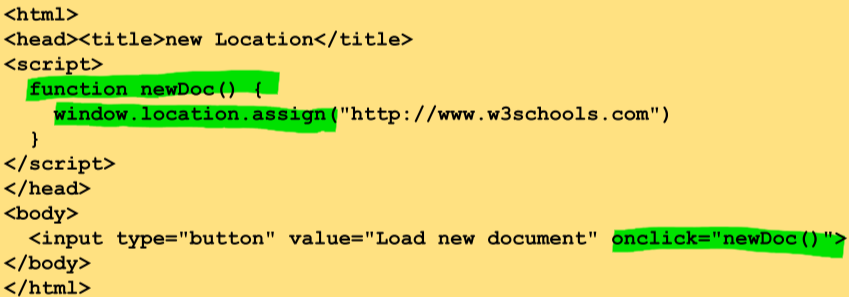 <html>
<head><title>new Location</title>
<script>
function newDoc() {
window.location.assign("http://www.w3schools.com")
}
</script>
</head>
<body>
<input type="button" value="Load new document" onclick="newDoc()">
</body>
</html>